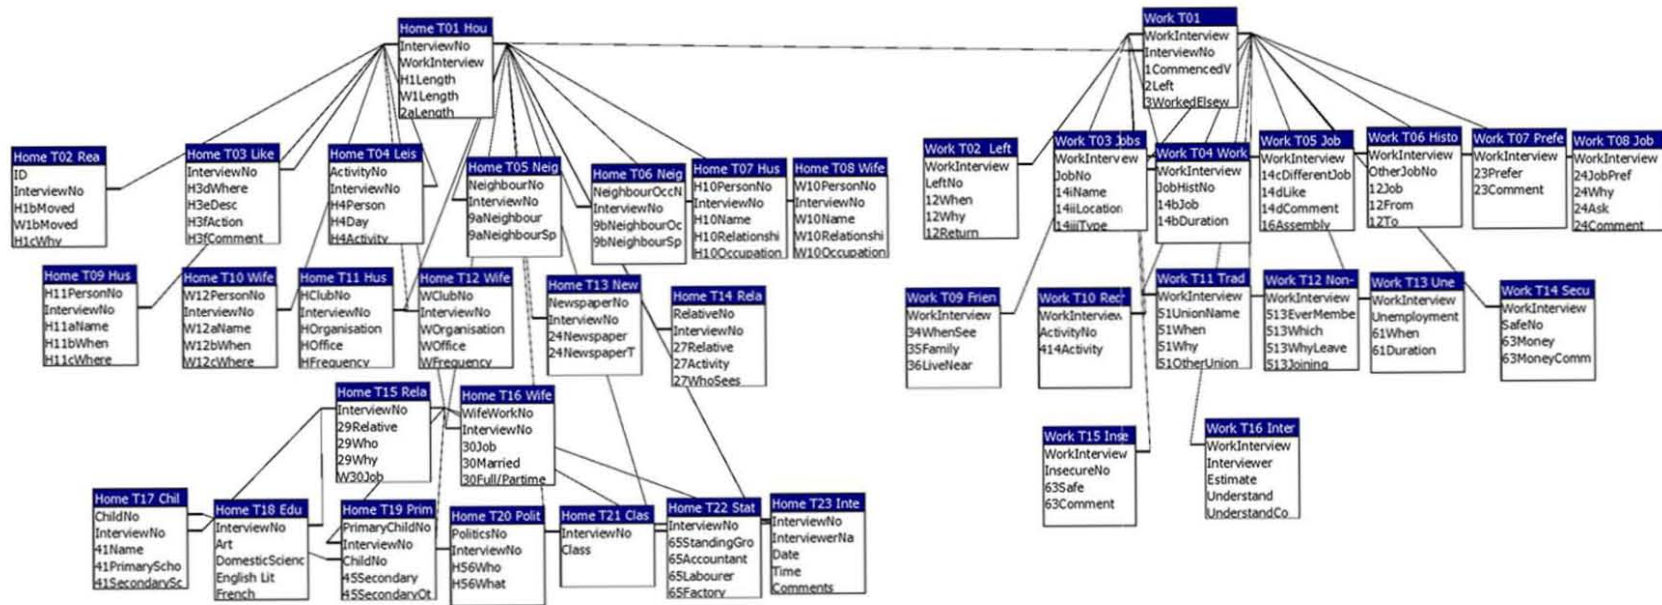 Home T01 Hou
InterviewNo
WorkInterview
H1Length
W1Length
2aLength
Work T01
WorkInterview
InterviewNo
1CommencedV
2Left
3WorkedElsew
Home T02 Rea
ID
InterviewNo
H1bMoved
W1bMoved
H1cWhy
Home T03 Like
InterviewNo
H3dWhere
H3eDesc
H3fAction
H3fComment
Home T04 Leis
ActivityNo
InterviewNo
H4Person
H4Day
H4Activity
Home T05 Neig
NeighbourNo
InterviewNo
9aNeighbour
9aNeighbourSp
Home T06 Neig
NeighbourOccN
InterviewNo
9bNeighbourOc
9bNeighbourSp
Home T07 Hus
H10PersonNo
InterviewNo
H10Name
H10Relationshi
H10Occupation
Home T08 Wife
W10PersonNo
InterviewNo
W10Name
W10Relationshi
W10Occupation
Work T02 Left
WorkInterview
LeftNo
12When
12Why
12Return
Work T03 Jobs
WorkInterview
JobNo
14iName
14iiLocation
14iiiType
Work T04 Work
WorkInterview
JobHistNo
14bJob
14bDuration
Work T05 Job
WorkInterview
14cDifferentJob
14dLike
14dComment
16Assembly
Work T06 Histo
WorkInterview
OtherJobNo
12Job
12From
12To
Work T07 Prefe
WorkInterview
23Prefer
23Comment
Work T08 Job
WorkInterview
24JobPref
24Why
24Ask
24Comment
Home T09 Hus
H11PersonNo
InterviewNo
H11aName
H11bWhen
H11cWhere
Home T10 Wife
W12PersonNo
InterviewNo
W12aName
W12bWhen
W12cWhere
Home T11 Hus
HClubNo
InterviewNo
HOrganisation
HOffice
HFrequency
Home T12 Wife
WClubNo
InterviewNo
WOrganisation
WOffice
WFrequency
Home T13 New
NewspaperNo
InterviewNo
24Newspaper
24NewspaperT
Home T14 Rela
RelativeNo
InterviewNo
27Relative
27Activity
27WhoSees
Work T09 Frien
WorkInterview
34WhenSee
35Family
36LiveNear
Work T10 Recr
WorkInterview
ActivityNo
414Activity
Work T11 Trad
WorkInterview
51UnionName
51When
51Why
51OtherUnion
Work T12 Non-
WorkInterview
513EverMembe
513Which
513WhyLeave
513Joining
Work T13 Une
WorkInterview
Unemployment
61When
61Duration
Work T14 Secu
WorkInterview
SafeNo
63Money
63MoneyComm
Home T15 Rela
InterviewNo
29Relative
29Who
29Why
W30Job
Home T16 Wife
WifeWorkNo
InterviewNo
30Job
30Married
30Full/Partime
Work T15 Inse
WorkInterview
InsecureNo
63Safe
63Comment
Work T16 Inter
WorkInterview
Interviewer
Estimate
Understand
UnderstandCo
Home T17 Chil
ChildNo
InterviewNo
41Name
41PrimaryScho
41SecondarySc
Home T18 Edu
InterviewNo
Art
DomesticScienc
English Lit
French
Home T19 Prim
PrimaryChildNo
InterviewNo
ChildNo
45Secondary
45SecondaryOt
Home T20 Polit
PoliticsNo
InterviewNo
H56Who
H56What
Home T21 Clas
InterviewNo
Class
Home T22 Stat
InterviewNo
65StandingGro
65Accountant
65Labourer
65Factory
Home T23 Inte
InterviewNo
InterviewerNa
Date
Time
Comments